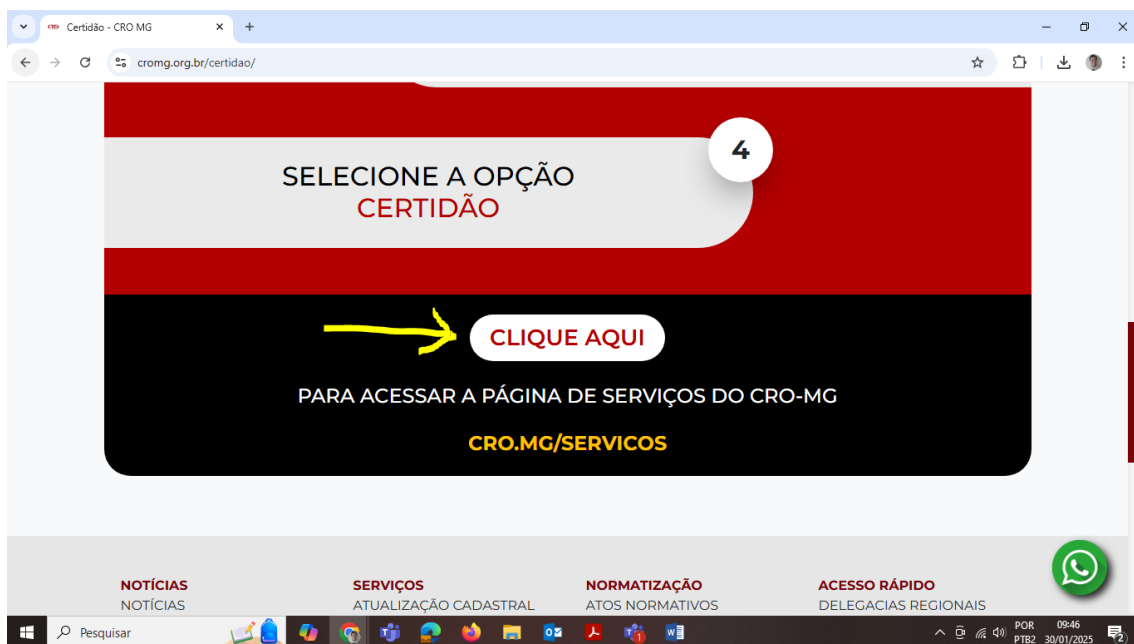 Certidão - CRO MG
cromg.org.br/certidao/
4
SELECIONE A OPÇÃO
CERTIDÃO
CLIQUE AQUI
PARA ACESSAR A PÁGINA DE SERVIÇOS DO CRO-MG
CRO.MG/SERVICOS
NOTÍCIAS SERVIÇOS NORMATIZAÇÃO ACESSO RÁPIDO
NOTÍCIAS ATUALIZAÇÃO CADASTRAL ATOS NORMATIVOS DELEGACIAS REGIONAIS
Pesquisar
POR 09:46
PTB2 30/01/2025